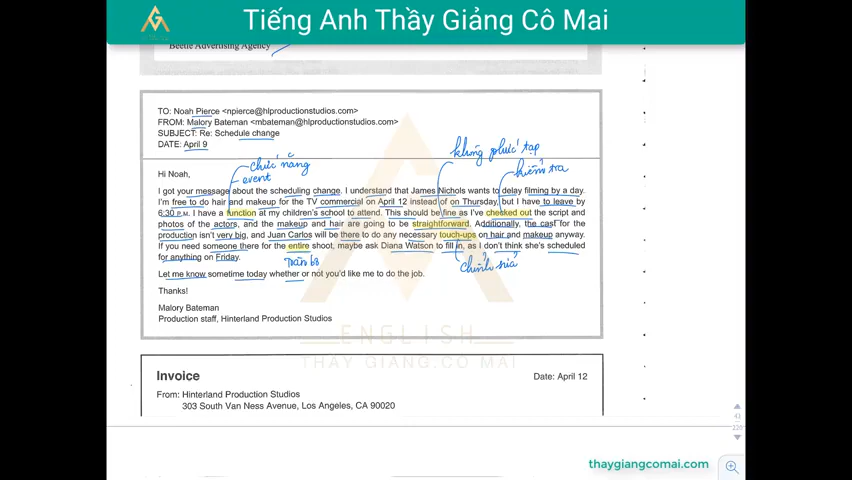 Tiếng Anh Thầy Giảng Cô Mai
Beetle Advertising Agency
TO: Noah Pierce <npierce@hlproductionstudios.com>
FROM: Malory Bateman <mbateman@hlproductionstudios.com>
SUBJECT: Re: Schedule change
DATE: April 9
không phức tạp
chức năng
event
kiểm tra
Hi Noah,
I got your message about the scheduling change. I understand that James Nichols wants to delay filming by a day.
I'm free to do hair and makeup for the TV commercial on April 12 instead of on Thursday, but I have to leave by
6:30 P.M. I have a function at my children's school to attend. This should be fine as I've checked out the script and
photos of the actors, and the makeup and hair are going to be straightforward. Additionally, the cast for the
production isn't very big, and Juan Carlos will be there to do any necessary touch-ups on hair and makeup anyway.
If you need someone there for the entire shoot, maybe ask Diana Watson to fill in, as I don't think she's scheduled
for anything on Friday.
toàn bộ
chỉnh sửa
Let me know sometime today whether or not you'd like me to do the job.
Thanks!
Malory Bateman
Production staff, Hinterland Production Studios
ENGLISH
THẦY GIẢNG.CÔ MAI
Invoice
Date: April 12
From: Hinterland Production Studios
303 South Van Ness Avenue, Los Angeles, CA 90020
41
220
thaygiangcomai.com